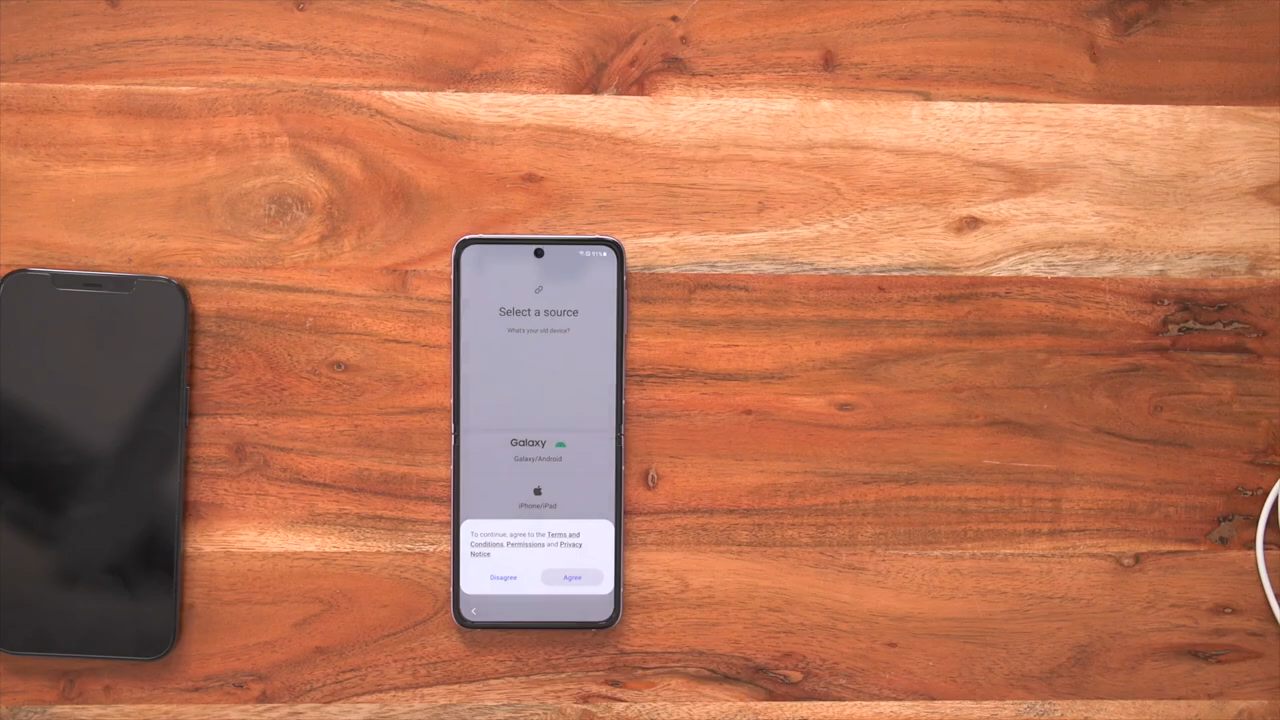 91%
Select a source
What's your old device?
Galaxy
Galaxy/Android
iPhone/iPad
To continue, agree to the Terms and
Conditions, Permissions and Privacy
Notice
Disagree Agree